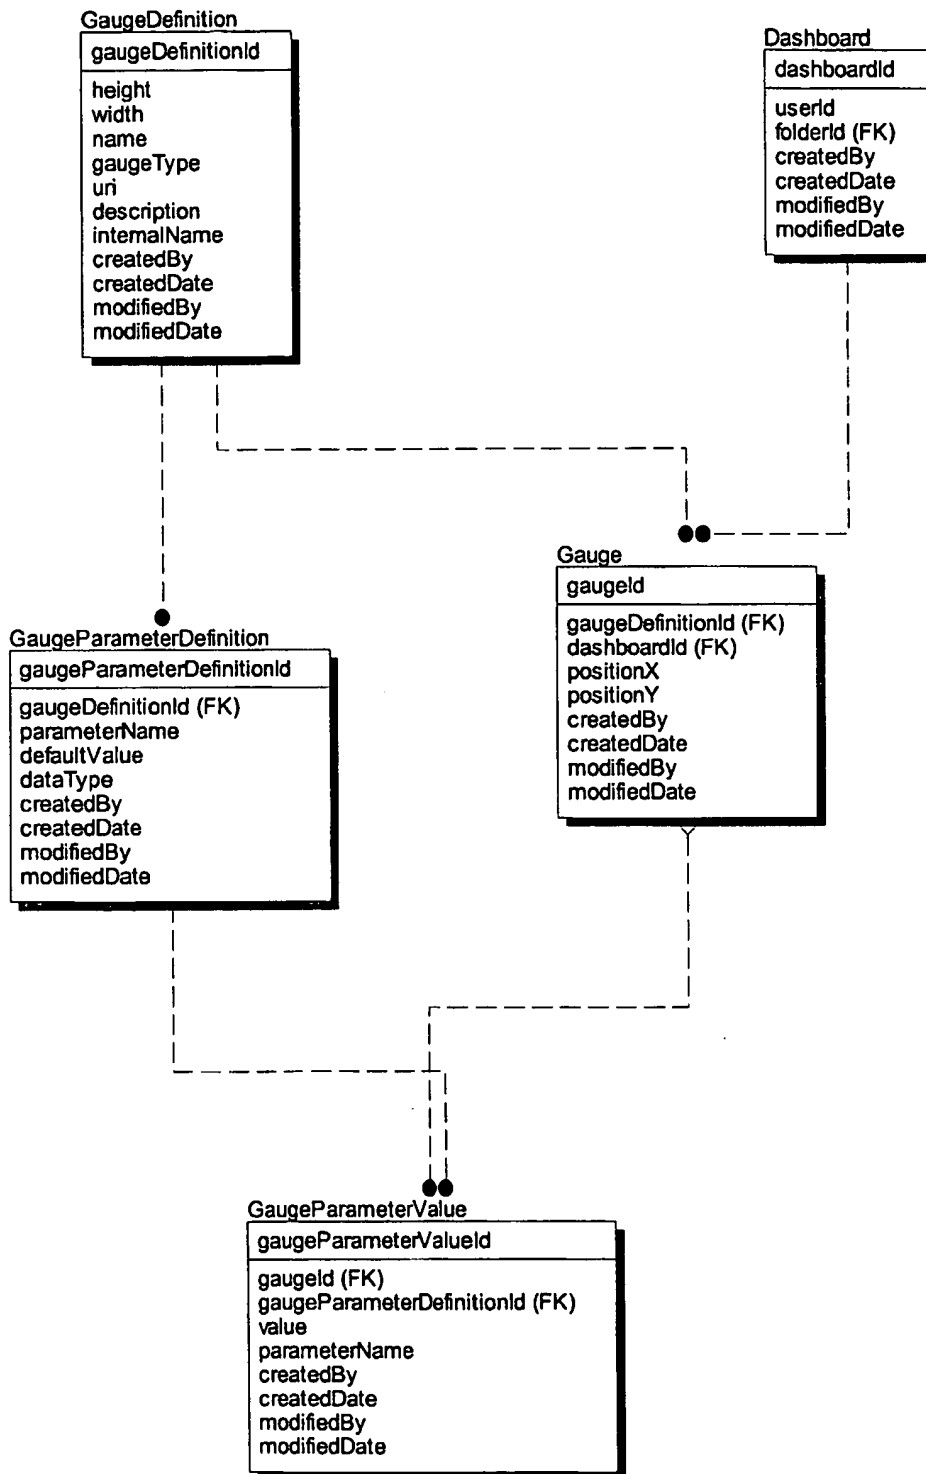 GaugeDefinition
gaugeDefinitionId
height
width
name
gaugeType
uri
description
internalName
createdBy
createdDate
modifiedBy
modifiedDate
Dashboard
dashboardId
userId
folderId (FK)
createdBy
createdDate
modifiedBy
modifiedDate
Gauge
gaugeId
gaugeDefinitionId (FK)
dashboardId (FK)
positionX
positionY
createdBy
createdDate
modifiedBy
modifiedDate
GaugeParameterDefinition
gaugeParameterDefinitionId
gaugeDefinitionId (FK)
parameterName
defaultValue
dataType
createdBy
createdDate
modifiedBy
modifiedDate
GaugeParameterValue
gaugeParameterValueId
gaugeId (FK)
gaugeParameterDefinitionId (FK)
value
parameterName
createdBy
createdDate
modifiedBy
modifiedDate